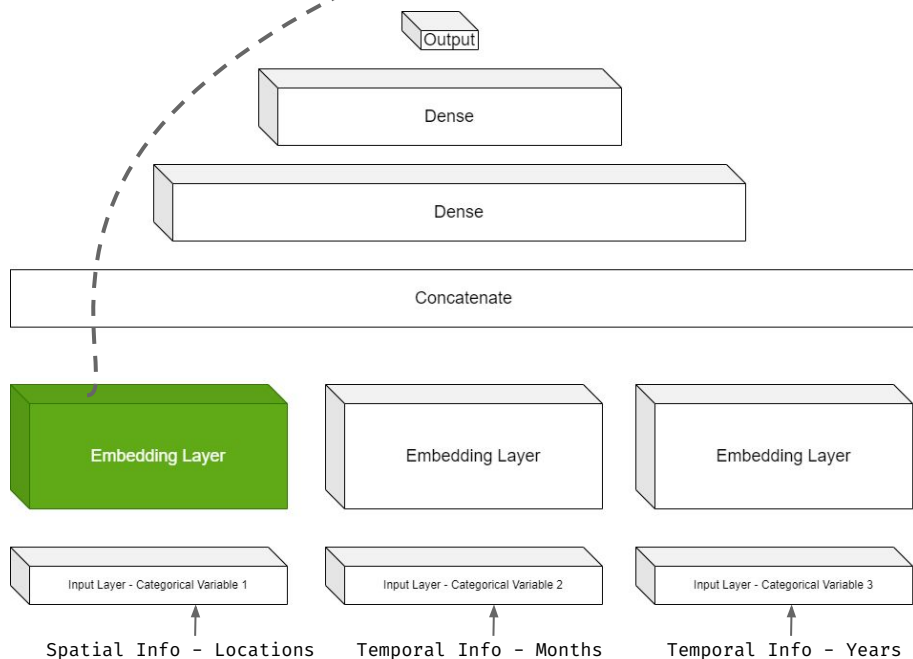 Output
Dense
Dense
Concatenate
Embedding Layer
Embedding Layer
Embedding Layer
Input Layer - Categorical Variable 1
Input Layer - Categorical Variable 2
Input Layer - Categorical Variable 3
Spatial Info - Locations
Temporal Info - Months
Temporal Info - Years